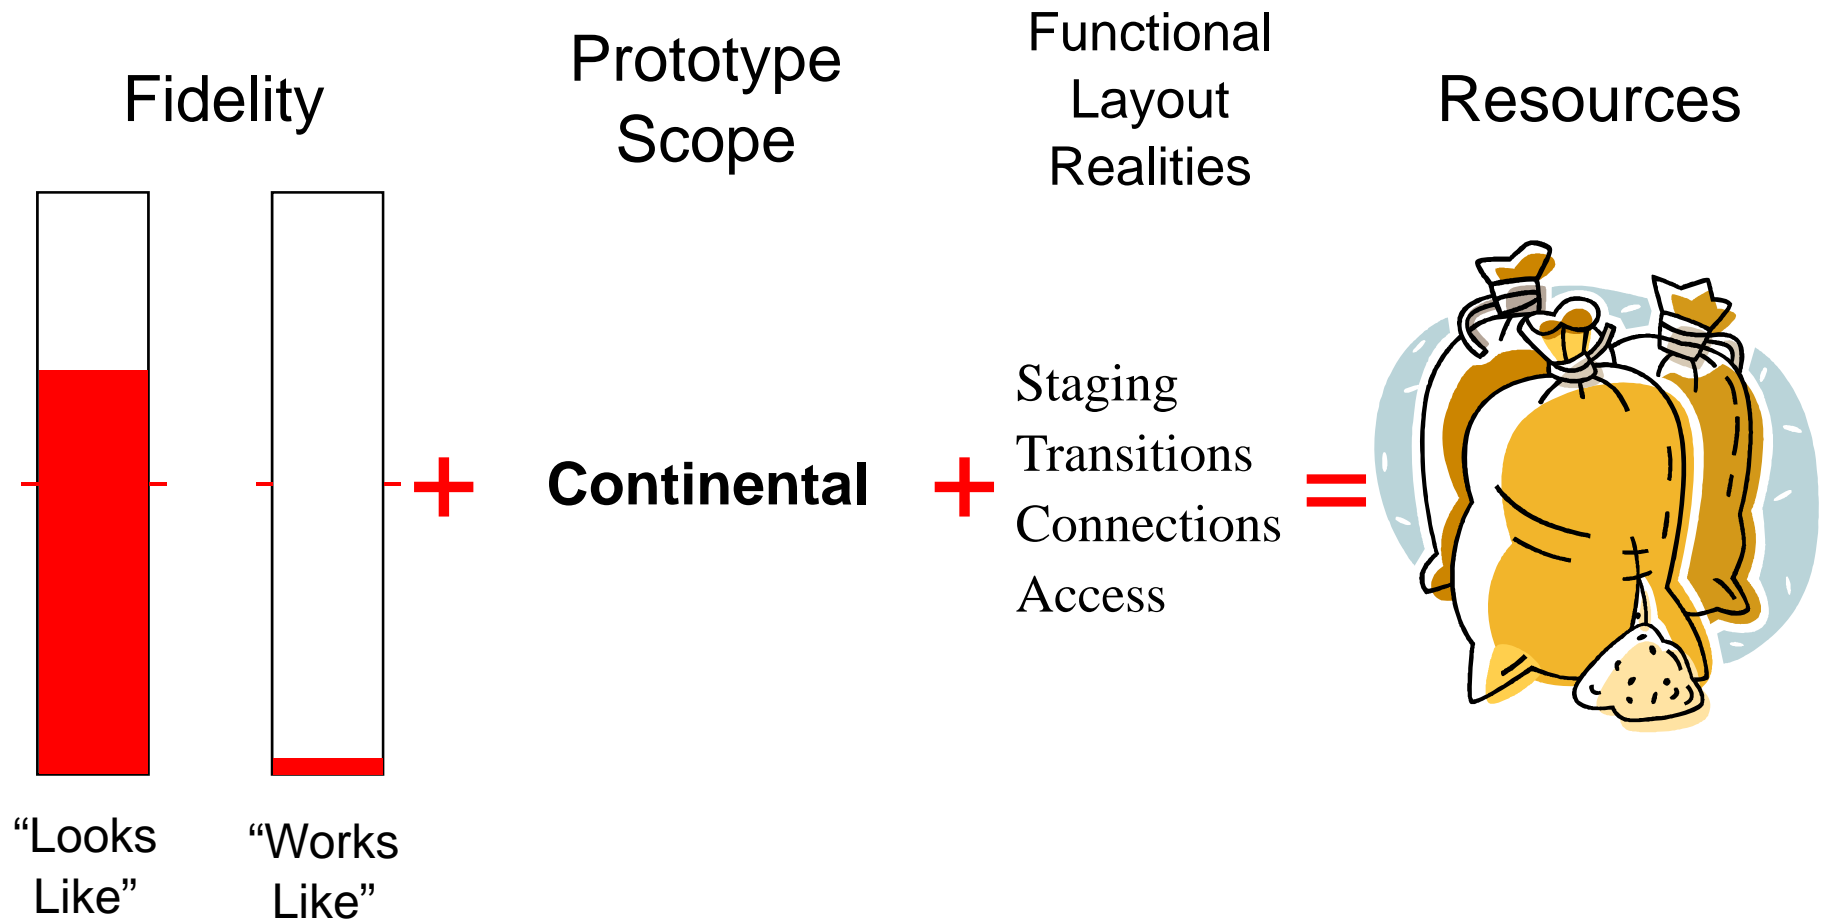 Fidelity
Prototype
Scope
Functional
Layout
Realities
Resources
+
Continental
+
Staging
Transitions
Connections
Access
=
“Looks
Like”
“Works
Like”